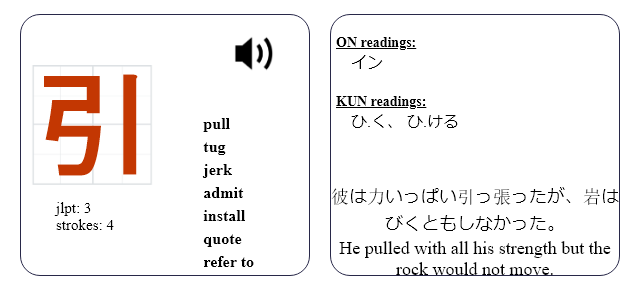 引
jlpt: 3
strokes: 4
pull
tug
jerk
admit
install
quote
refer to
ON readings:
イン
KUN readings:
ひ.く、 ひ.ける
彼は力いっぱい引っ張ったが、岩は
びくともしなかった。
He pulled with all his strength but the
rock would not move.